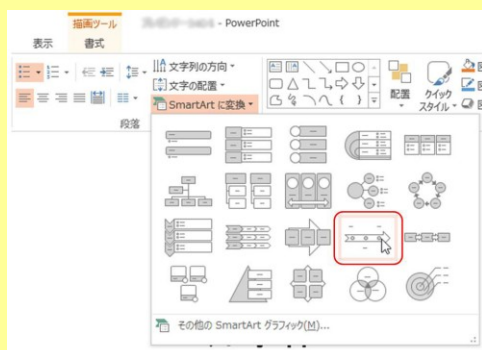 描画ツール
- PowerPoint
表示
書式
文字列の方向
文字の配置
SmartArt に変換
配置
クイック
スタイル
段落
その他の SmartArt グラフィック(M)...